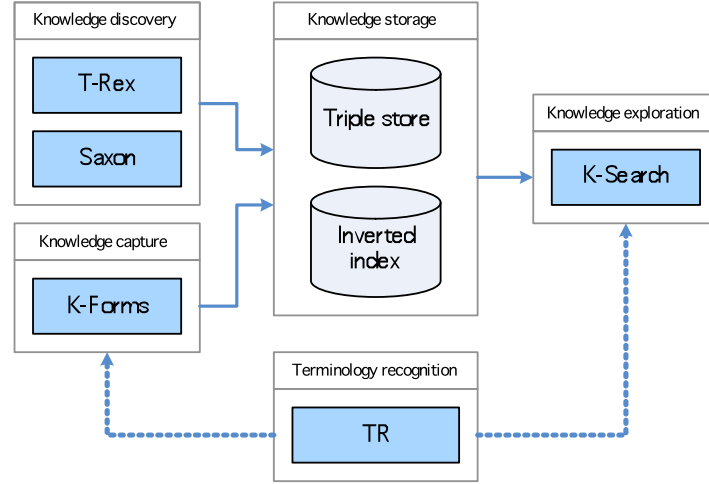 Knowledge discovery
T-Rex
Saxon
Knowledge capture
K-Forms
Knowledge storage
Triple store
Inverted
index
Terminology recognition
TR
Knowledge exploration
K-Search